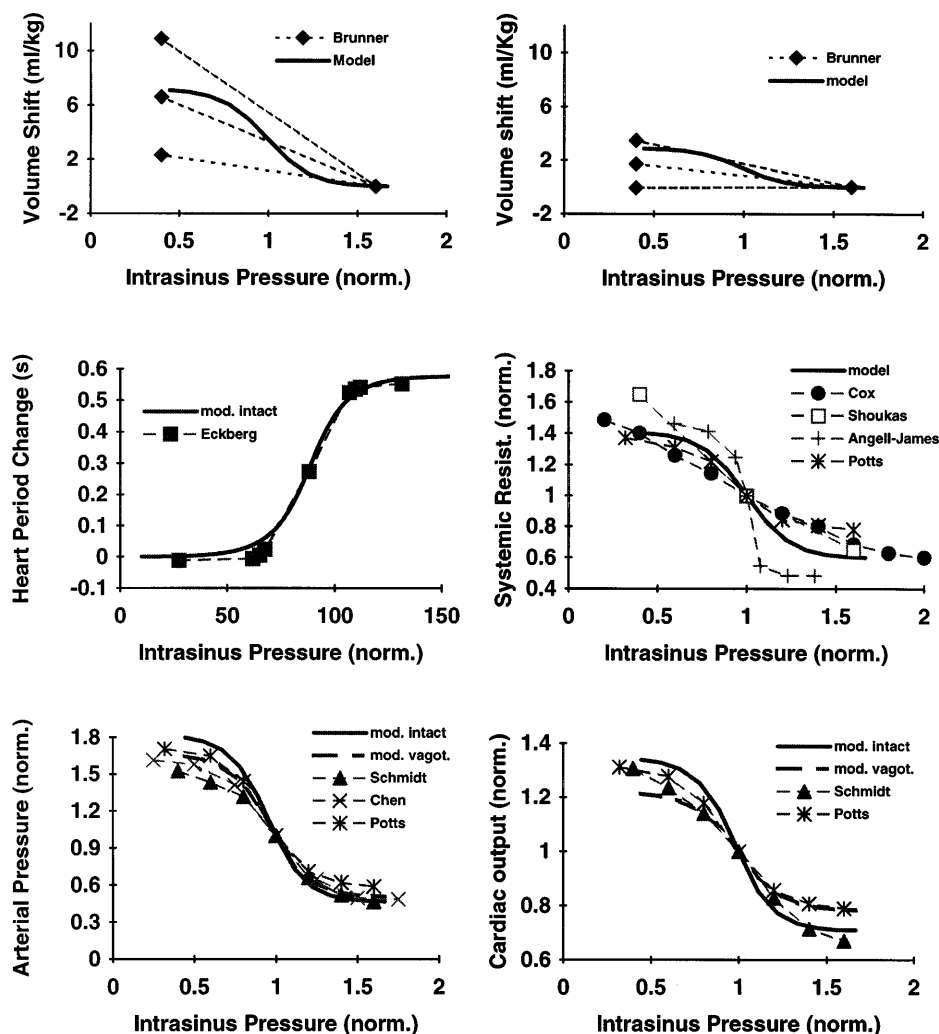 Volume Shift (ml/Kg)
10
6
2
-2
Brunner
Model
0 0.5 1 1.5 2
Intrasinus Pressure (norm.)
Volume shift (ml/Kg)
10
6
2
-2
Brunner
model
0 0.5 1 1.5 2
Intrasinus Pressure (norm.)
Heart Period Change (s)
0.6
0.5
0.4
0.3
0.2
0.1
0
-0.1
mod. intact
Eckberg
0 50 100 150
Intrasinus Pressure (norm.)
Systemic Resist. (norm.)
1.8
1.6
1.4
1.2
1
0.8
0.6
0.4
model
Cox
Shoukas
Angell-James
Potts
0 0.5 1 1.5 2
Intrasinus Pressure (norm.)
Arterial Pressure (norm.)
1.8
1.5
1.2
0.9
0.6
0.3
0
mod. intact
mod. vagot.
Schmidt
Chen
Potts
0 0.5 1 1.5 2
Intrasinus Pressure (norm.)
Cardiac output (norm.)
1.4
1.2
1
0.8
0.6
mod. intact
mod. vagot.
Schmidt
Potts
0 0.5 1 1.5 2
Intrasinus Pressure (norm.)